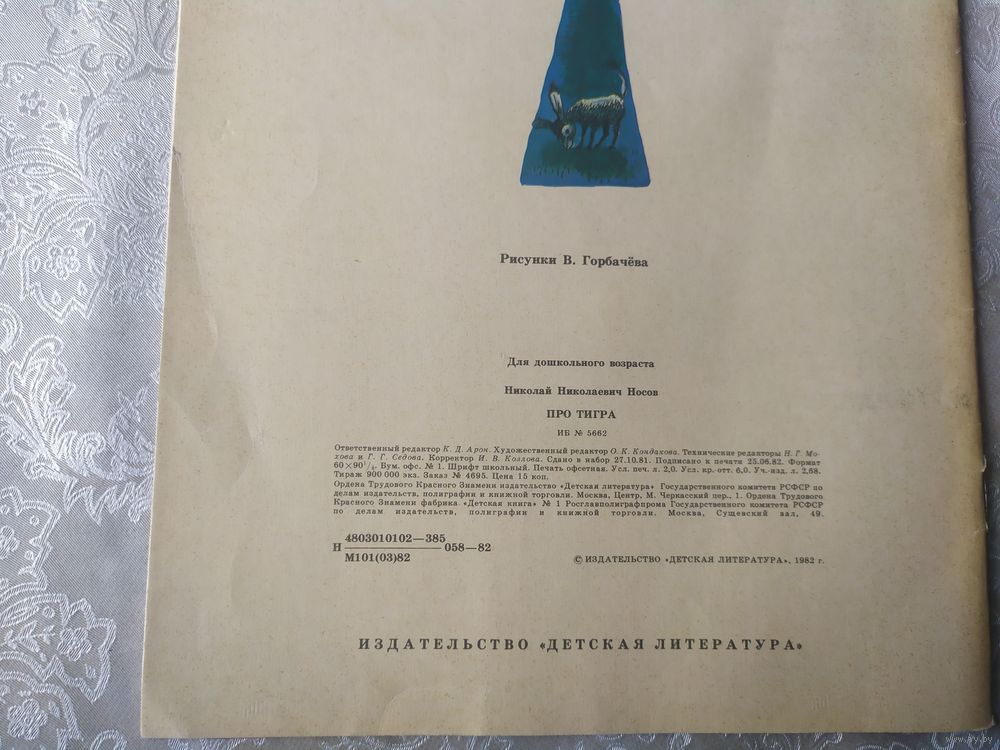 Рисунки В. Горбачёва
Для дошкольного возраста
Николай Николаевич Носов
ПРО ТИГРА
ИБ № 5662
Ответственный редактор К. Д. Арон. Художественный редактор О. К. Кондакова. Технические редакторы Н. Г. Мо-
хова и Г. Г. Седова. Корректор И. В. Козлова. Сдано в набор 27.10.81. Подписано к печати 25.06.82. Формат
60×90¹/₈. Бум. офс. № 1. Шрифт школьный. Печать офсетная. Усл. печ. л. 2,0. Усл. кр.-отт. 6,0. Уч.-изд. л. 2,68.
Тираж 900 000 экз. Заказ № 4695. Цена 15 коп.
Ордена Трудового Красного Знамени издательство «Детская литература» Государственного комитета РСФСР по
делам издательств, полиграфии и книжной торговли. Москва, Центр, М. Черкасский пер., 1. Ордена Трудового
Красного Знамени фабрика «Детская книга» № 1 Росглавполиграфпрома Государственного комитета РСФСР
по делам издательств, полиграфии и книжной торговли. Москва, Сущевский вал, 49.
4803010102—385
Н 058—82
М101(03)82
© ИЗДАТЕЛЬСТВО «ДЕТСКАЯ ЛИТЕРАТУРА», 1982 г.
ИЗДАТЕЛЬСТВО «ДЕТСКАЯ ЛИТЕРАТУРА»
www.ay.by